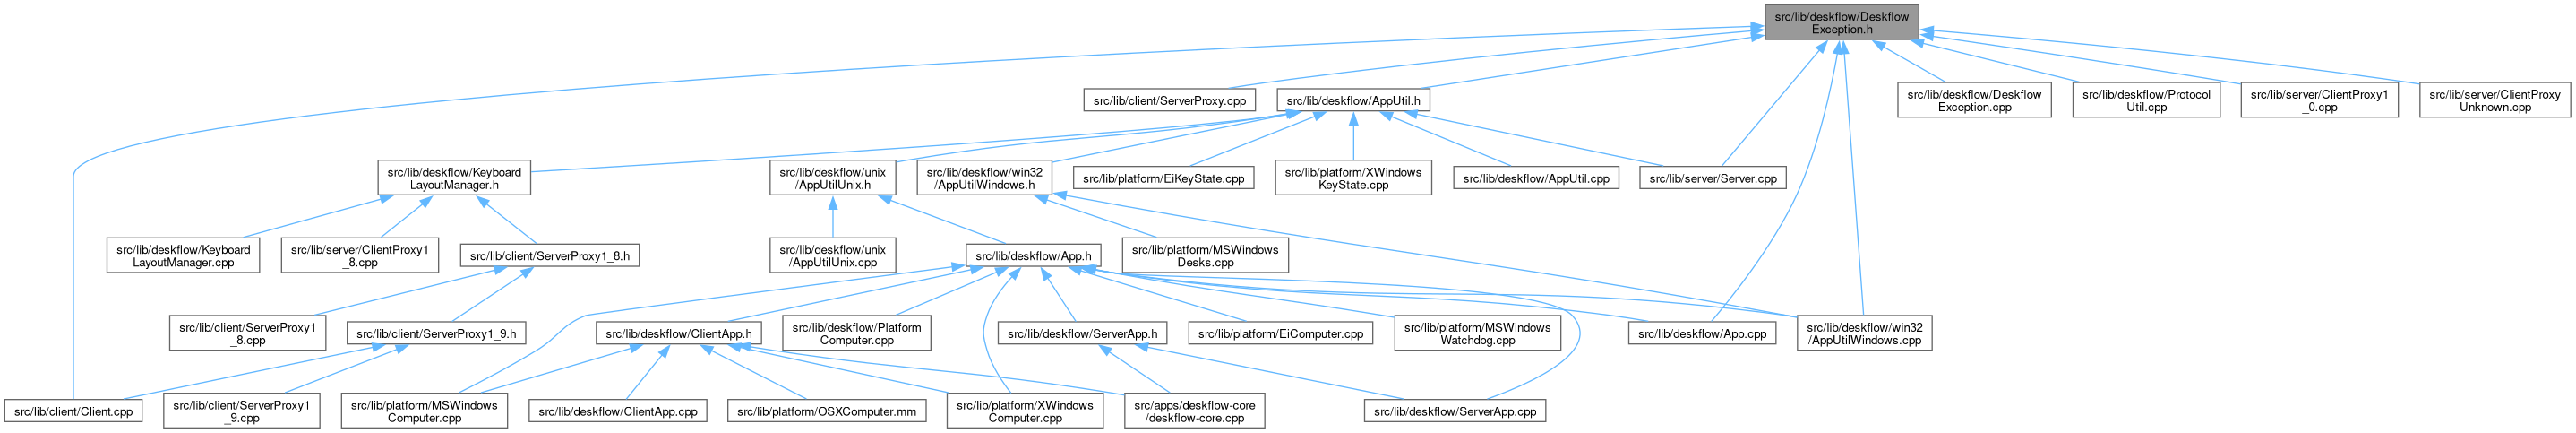 src/lib/deskflow/Deskflow
Exception.h
src/lib/client/ServerProxy.cpp
src/lib/deskflow/AppUtil.h
src/lib/deskflow/Deskflow
Exception.cpp
src/lib/deskflow/Protocol
Util.cpp
src/lib/server/ClientProxy1
_0.cpp
src/lib/server/ClientProxy
Unknown.cpp
src/lib/deskflow/Keyboard
LayoutManager.h
src/lib/deskflow/unix
/AppUtilUnix.h
src/lib/deskflow/win32
/AppUtilWindows.h
src/lib/platform/EiKeyState.cpp
src/lib/platform/XWindows
KeyState.cpp
src/lib/deskflow/AppUtil.cpp
src/lib/server/Server.cpp
src/lib/deskflow/Keyboard
LayoutManager.cpp
src/lib/server/ClientProxy1
_8.cpp
src/lib/client/ServerProxy1_8.h
src/lib/deskflow/unix
/AppUtilUnix.cpp
src/lib/deskflow/App.h
src/lib/platform/MSWindows
Desks.cpp
src/lib/client/ServerProxy1
_8.cpp
src/lib/client/ServerProxy1_9.h
src/lib/deskflow/ClientApp.h
src/lib/deskflow/Platform
Computer.cpp
src/lib/deskflow/ServerApp.h
src/lib/platform/EiComputer.cpp
src/lib/platform/MSWindows
Watchdog.cpp
src/lib/deskflow/App.cpp
src/lib/deskflow/win32
/AppUtilWindows.cpp
src/lib/client/Client.cpp
src/lib/client/ServerProxy1
_9.cpp
src/lib/platform/MSWindows
Computer.cpp
src/lib/deskflow/ClientApp.cpp
src/lib/platform/OSXComputer.mm
src/lib/platform/XWindows
Computer.cpp
src/apps/deskflow-core
/deskflow-core.cpp
src/lib/deskflow/ServerApp.cpp